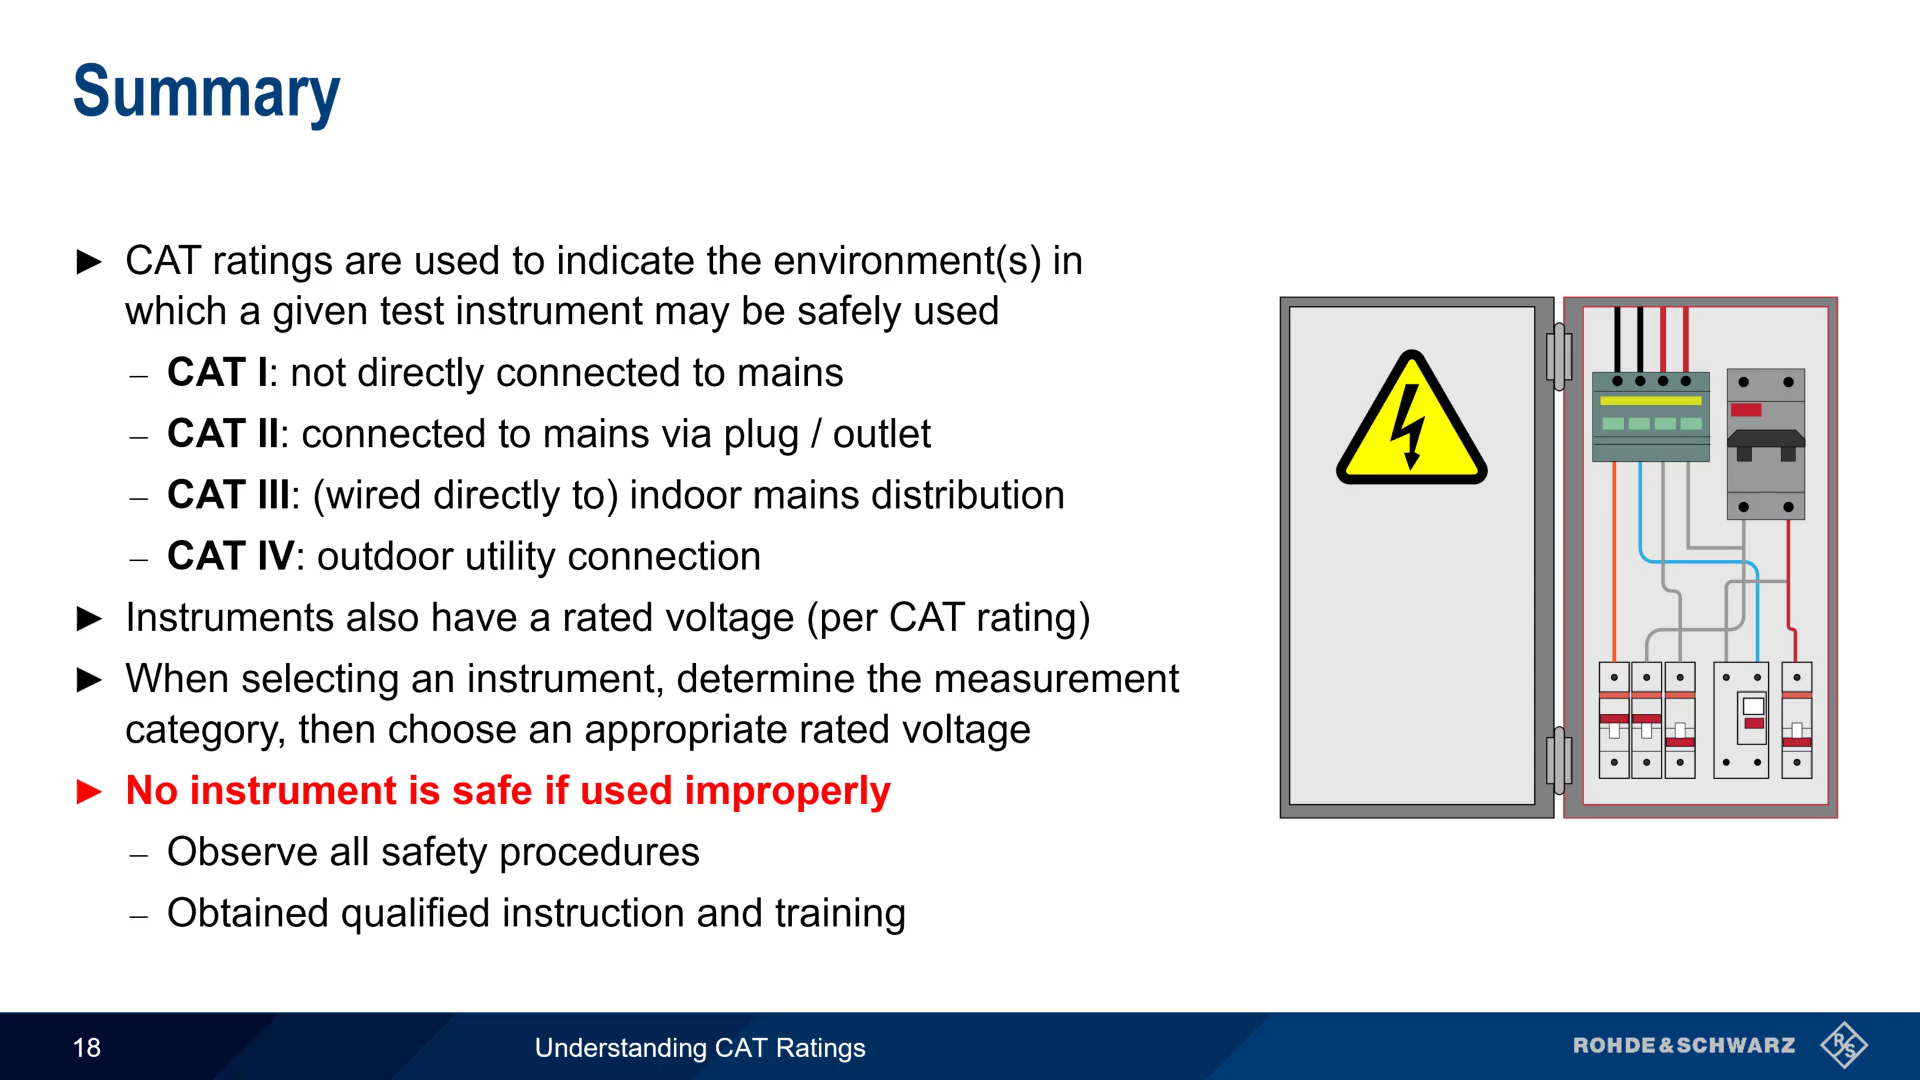 Summary
► CAT ratings are used to indicate the environment(s) in
which a given test instrument may be safely used
– CAT I: not directly connected to mains
– CAT II: connected to mains via plug / outlet
– CAT III: (wired directly to) indoor mains distribution
– CAT IV: outdoor utility connection
► Instruments also have a rated voltage (per CAT rating)
► When selecting an instrument, determine the measurement
category, then choose an appropriate rated voltage
► No instrument is safe if used improperly
– Observe all safety procedures
– Obtained qualified instruction and training
18
Understanding CAT Ratings
ROHDE&SCHWARZ
R&S